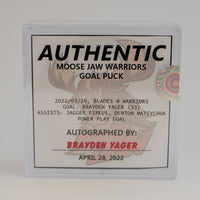 AUTHENTIC
MOOSE JAW WARRIORS
GOAL PUCK
2022/03/26, BLADES @ WARRIORS
GOAL: BRAYDEN YAGER (33)
ASSISTS: JAGGER FIRKUS, DENTON MATEYCHUK
POWER PLAY GOAL
AUTOGRAPHED BY:
BRAYDEN YAGER
APRIL 28, 2022